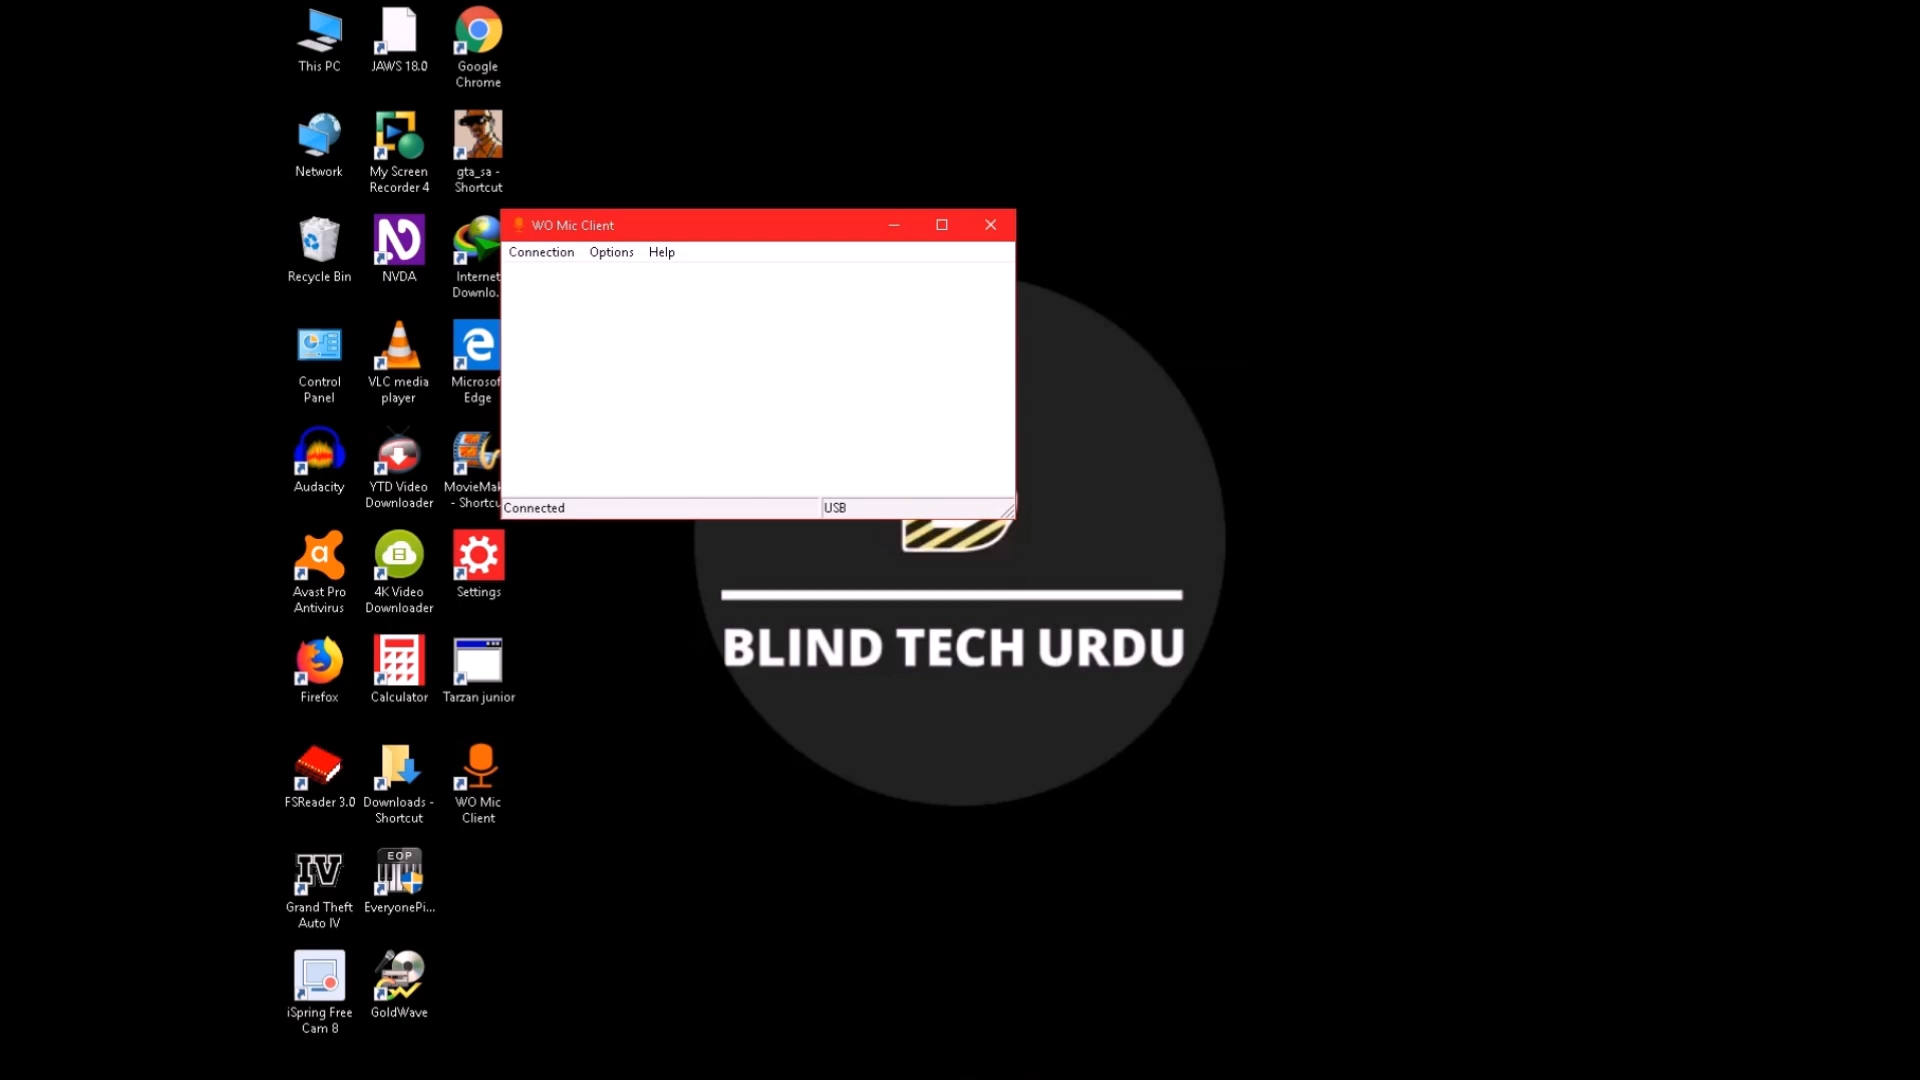 This PC
JAWS 18.0
Google
Chrome
Network
My Screen
Recorder 4
gta_sa -
Shortcut
Recycle Bin
NVDA
Internet
Downlo...
Control
Panel
VLC media
player
Microsof
Edge
Audacity
YTD Video
Downloader
MovieMak
- Shortcu
Avast Pro
Antivirus
4K Video
Downloader
Settings
Firefox
Calculator
Tarzan junior
FSReader 3.0
Downloads -
Shortcut
WO Mic
Client
IV
Grand Theft
Auto IV
EOP
EveryonePi...
iSpring Free
Cam 8
GoldWave
WO Mic Client
Connection Options Help
Connected USB
BLIND TECH URDU